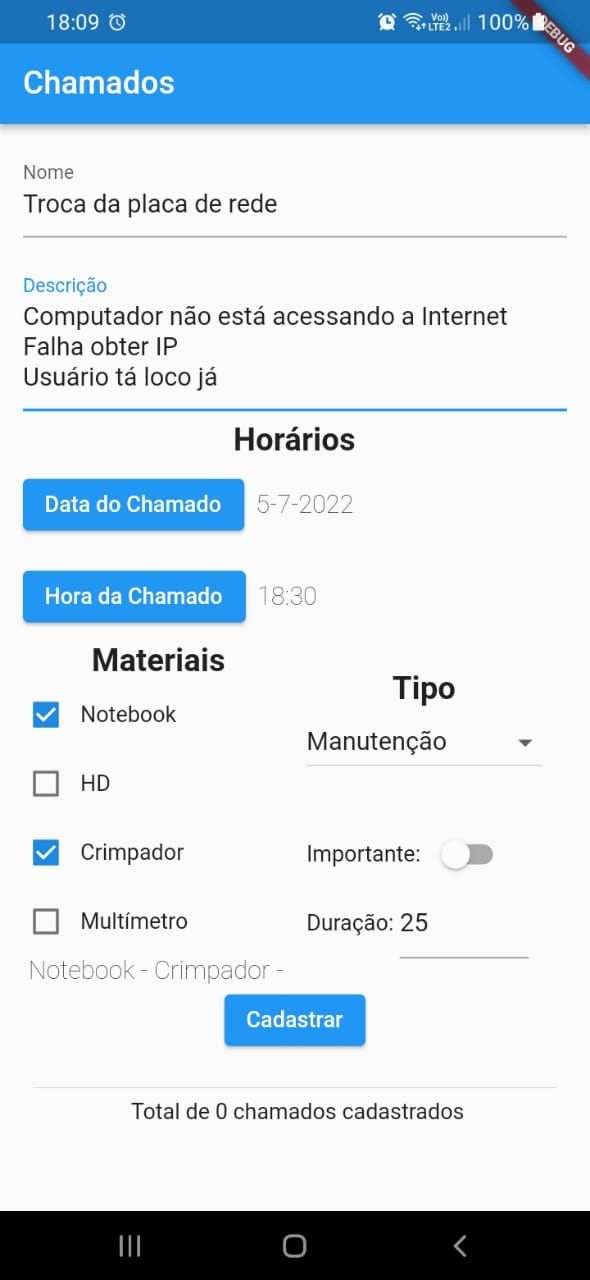 18:09
Vo)) LTE2 100%
DEBUG
Chamados
Nome
Troca da placa de rede
Descrição
Computador não está acessando a Internet
Falha obter IP
Usuário tá loco já
Horários
Data do Chamado 5-7-2022
Hora da Chamado 18:30
Materiais
Tipo
Notebook
Manutenção
HD
Crimpador
Importante:
Multímetro
Duração: 25
Notebook - Crimpador -
Cadastrar
Total de 0 chamados cadastrados